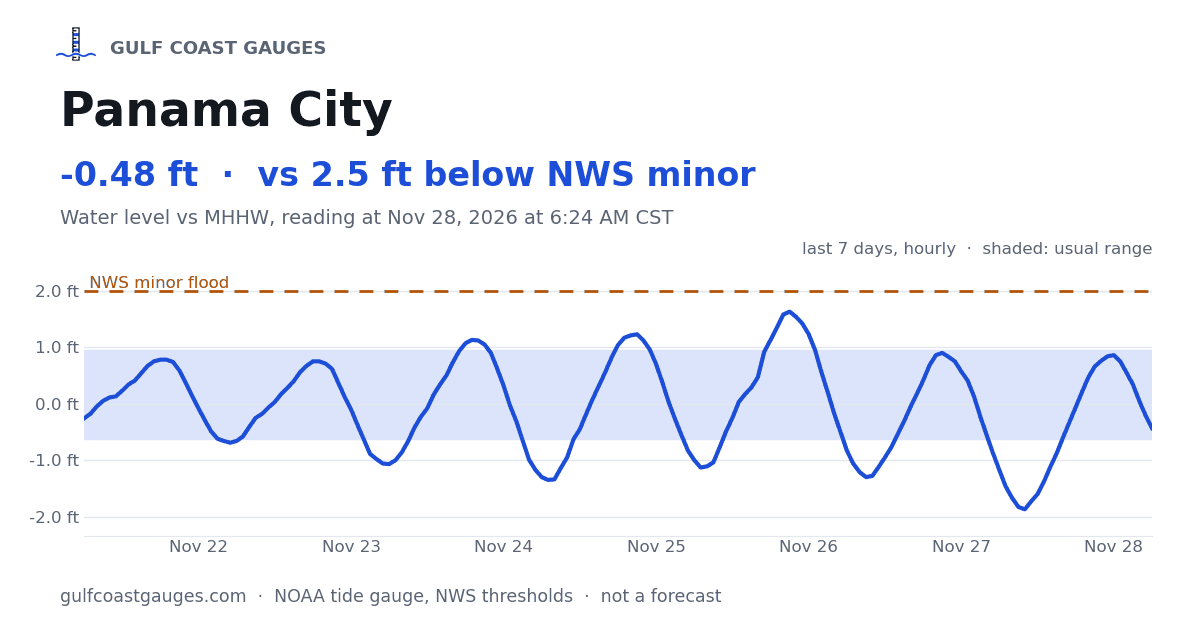 GULF COAST GAUGES
Panama City
-0.48 ft · vs 2.5 ft below NWS minor
Water level vs MHHW, reading at Nov 28, 2026 at 6:24 AM CST
last 7 days, hourly · shaded: usual range
NWS minor flood
2.0 ft
1.0 ft
0.0 ft
-1.0 ft
-2.0 ft
Nov 22 Nov 23 Nov 24 Nov 25 Nov 26 Nov 27 Nov 28
gulfcoastgauges.com · NOAA tide gauge, NWS thresholds · not a forecast